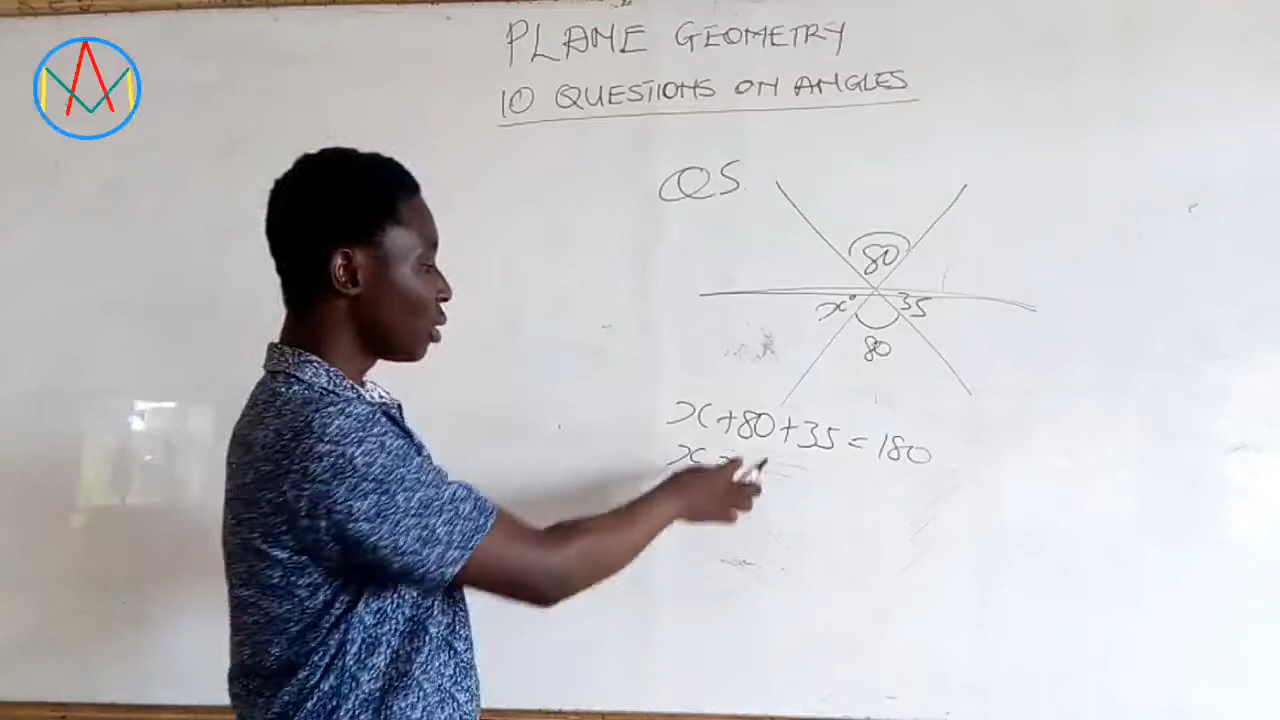 PLANE GEOMETRY
10 QUESTIONS ON ANGLES
Q5.
80
x° 35
80
x+80+35=180
x =